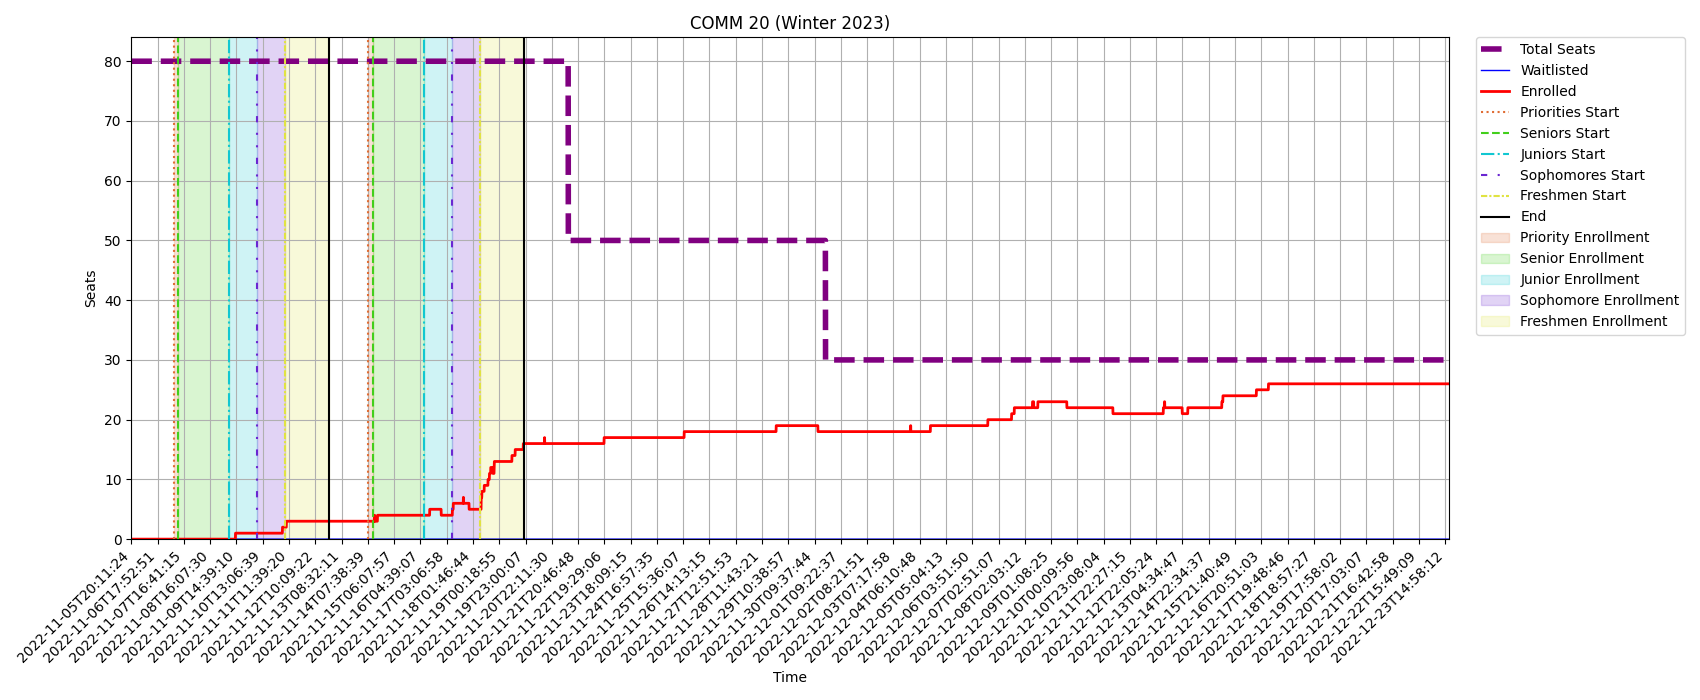 COMM 20 (Winter 2023)
Seats
80
70
60
50
40
30
20
10
0
2022-11-05T20:11:24
2022-11-06T17:52:51
2022-11-07T16:41:15
2022-11-08T16:07:30
2022-11-09T14:39:16
2022-11-10T13:06:39
2022-11-11T11:39:20
2022-11-12T10:09:22
2022-11-13T08:32:11
2022-11-14T07:38:39
2022-11-15T06:07:57
2022-11-16T04:39:07
2022-11-17T03:06:58
2022-11-18T01:46:44
2022-11-19T00:18:55
2022-11-19T23:00:07
2022-11-20T22:11:30
2022-11-21T20:46:48
2022-11-22T19:29:06
2022-11-23T18:09:15
2022-11-24T16:57:35
2022-11-25T15:36:07
2022-11-26T14:13:15
2022-11-27T12:51:53
2022-11-28T11:43:21
2022-11-29T10:38:57
2022-11-30T09:37:44
2022-12-01T09:22:37
2022-12-02T08:21:51
2022-12-03T07:17:58
2022-12-04T06:10:48
2022-12-05T05:04:13
2022-12-06T03:51:50
2022-12-07T02:51:07
2022-12-08T02:03:12
2022-12-09T01:08:25
2022-12-10T00:09:56
2022-12-10T23:08:04
2022-12-11T22:27:15
2022-12-12T22:05:24
2022-12-13T04:34:47
2022-12-14T22:34:37
2022-12-15T21:40:49
2022-12-16T20:51:03
2022-12-17T19:48:46
2022-12-18T18:57:27
2022-12-19T17:58:02
2022-12-20T17:03:07
2022-12-21T16:42:58
2022-12-22T15:49:09
2022-12-23T14:58:12
Time
Total Seats
Waitlisted
Enrolled
Priorities Start
Seniors Start
Juniors Start
Sophomores Start
Freshmen Start
End
Priority Enrollment
Senior Enrollment
Junior Enrollment
Sophomore Enrollment
Freshmen Enrollment